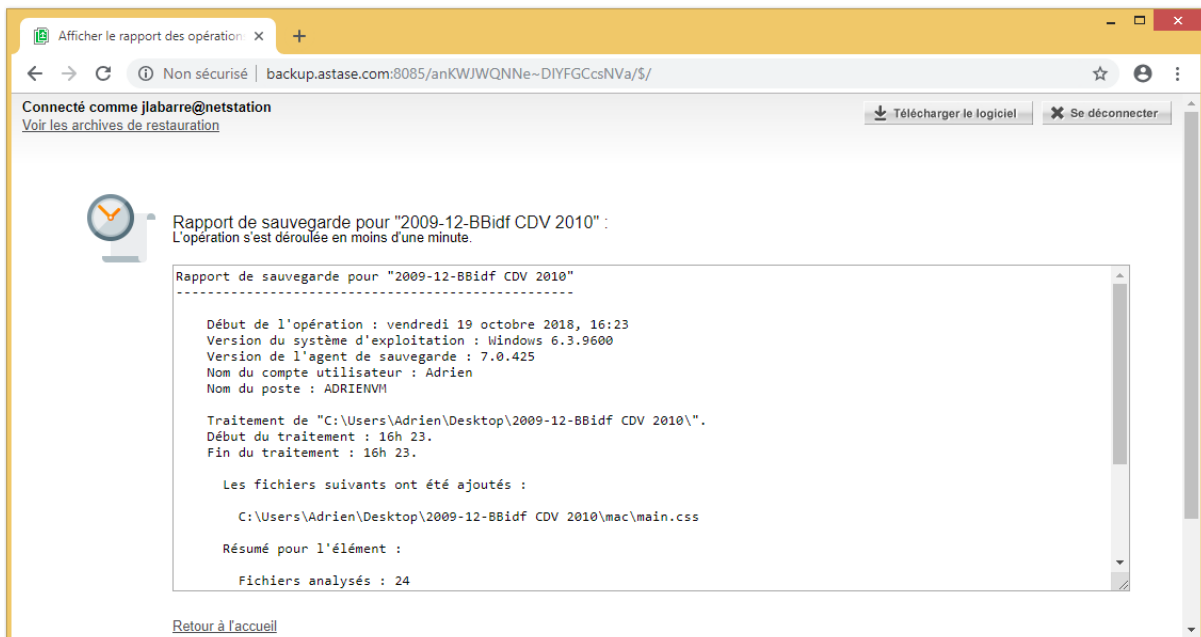 Afficher le rapport des opération
Non sécurisé | backup.astase.com:8085/anKWJWQNNe~DIYFGCcsNVa/$/
Connecté comme jlabarre@netstation
Voir les archives de restauration
Télécharger le logiciel
Se déconnecter
Rapport de sauvegarde pour "2009-12-BBidf CDV 2010" :
L'opération s'est déroulée en moins d'une minute.
Rapport de sauvegarde pour "2009-12-BBidf CDV 2010"
---------------------------------------------------
Début de l'opération : vendredi 19 octobre 2018, 16:23
Version du système d'exploitation : Windows 6.3.9600
Version de l'agent de sauvegarde : 7.0.425
Nom du compte utilisateur : Adrien
Nom du poste : ADRIENVM
Traitement de "C:\Users\Adrien\Desktop\2009-12-BBidf CDV 2010\".
Début du traitement : 16h 23.
Fin du traitement : 16h 23.
Les fichiers suivants ont été ajoutés :
C:\Users\Adrien\Desktop\2009-12-BBidf CDV 2010\mac\main.css
Résumé pour l'élément :
Fichiers analysés : 24
Retour à l'accueil